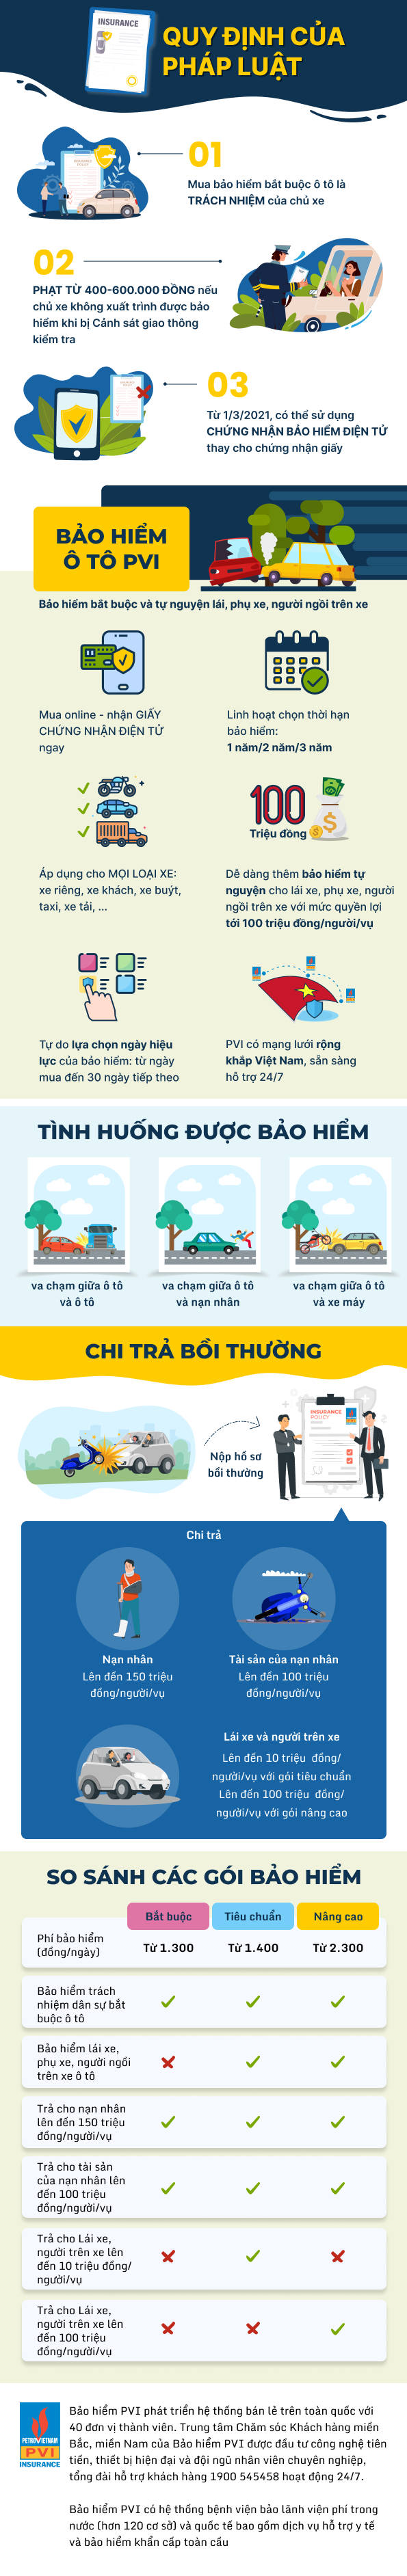 INSURANCE
QUY ĐỊNH CỦA
PHÁP LUẬT
01
Mua bảo hiểm bắt buộc ô tô là
TRÁCH NHIỆM của chủ xe
02
PHẠT TỪ 400-600.000 ĐỒNG nếu
chủ xe không xuất trình được bảo
hiểm khi bị Cảnh sát giao thông
kiểm tra
03
Từ 1/3/2021, có thể sử dụng
CHỨNG NHẬN BẢO HIỂM ĐIỆN TỬ
thay cho chứng nhận giấy
BẢO HIỂM
Ô TÔ PVI
Bảo hiểm bắt buộc và tự nguyện lái, phụ xe, người ngồi trên xe
Mua online - nhận GIẤY
CHỨNG NHẬN ĐIỆN TỬ
ngay
Linh hoạt chọn thời hạn
bảo hiểm:
1 năm/2 năm/3 năm
Áp dụng cho MỌI LOẠI XE:
xe riêng, xe khách, xe buýt,
taxi, xe tải, ...
100
Triệu đồng
Dễ dàng thêm bảo hiểm tự
nguyện cho lái xe, phụ xe, người
ngồi trên xe với mức quyền lợi
tới 100 triệu đồng/người/vụ
Tự do lựa chọn ngày hiệu
lực của bảo hiểm: từ ngày
mua đến 30 ngày tiếp theo
PVI có mạng lưới rộng
khắp Việt Nam, sẵn sàng
hỗ trợ 24/7
TÌNH HUỐNG ĐƯỢC BẢO HIỂM
va chạm giữa ô tô
và ô tô
va chạm giữa ô tô
và nạn nhân
va chạm giữa ô tô
và xe máy
CHI TRẢ BỒI THƯỜNG
Nộp hồ sơ
bồi thường
INSURANCE
POLICY
Chi trả
Nạn nhân
Lên đến 150 triệu
đồng/người/vụ
Tài sản của nạn nhân
Lên đến 100 triệu
đồng/người/vụ
Lái xe và người trên xe
Lên đến 10 triệu đồng/
người/vụ với gói tiêu chuẩn
Lên đến 100 triệu đồng/
người/vụ với gói nâng cao
SO SÁNH CÁC GÓI BẢO HIỂM
Bắt buộc
Tiêu chuẩn
Nâng cao
Phí bảo hiểm
(đồng/ngày)
Từ 1.300
Từ 1.400
Từ 2.300
Bảo hiểm trách
nhiệm dân sự bắt
buộc ô tô
Bảo hiểm lái xe,
phụ xe, người ngồi
trên xe ô tô
Trả cho nạn nhân
lên đến 150 triệu
đồng/người/vụ
Trả cho tài sản
của nạn nhân lên
đến 100 triệu
đồng/người/vụ
Trả cho Lái xe,
người trên xe lên
đến 10 triệu đồng/
người/vụ
Trả cho Lái xe,
người trên xe lên
đến 100 triệu
đồng/người/vụ
PETROVIETNAM
PVI
INSURANCE
Bảo hiểm PVI phát triển hệ thống bán lẻ trên toàn quốc với
40 đơn vị thành viên. Trung tâm Chăm sóc Khách hàng miền
Bắc, miền Nam của Bảo hiểm PVI được đầu tư công nghệ tiên
tiến, thiết bị hiện đại và đội ngũ nhân viên chuyên nghiệp,
tổng đài hỗ trợ khách hàng 1900 545458 hoạt động 24/7.
Bảo hiểm PVI có hệ thống bệnh viện bảo lãnh viện phí trong
nước (hơn 120 cơ sở) và quốc tế bao gồm dịch vụ hỗ trợ y tế
và bảo hiểm khẩn cấp toàn cầu